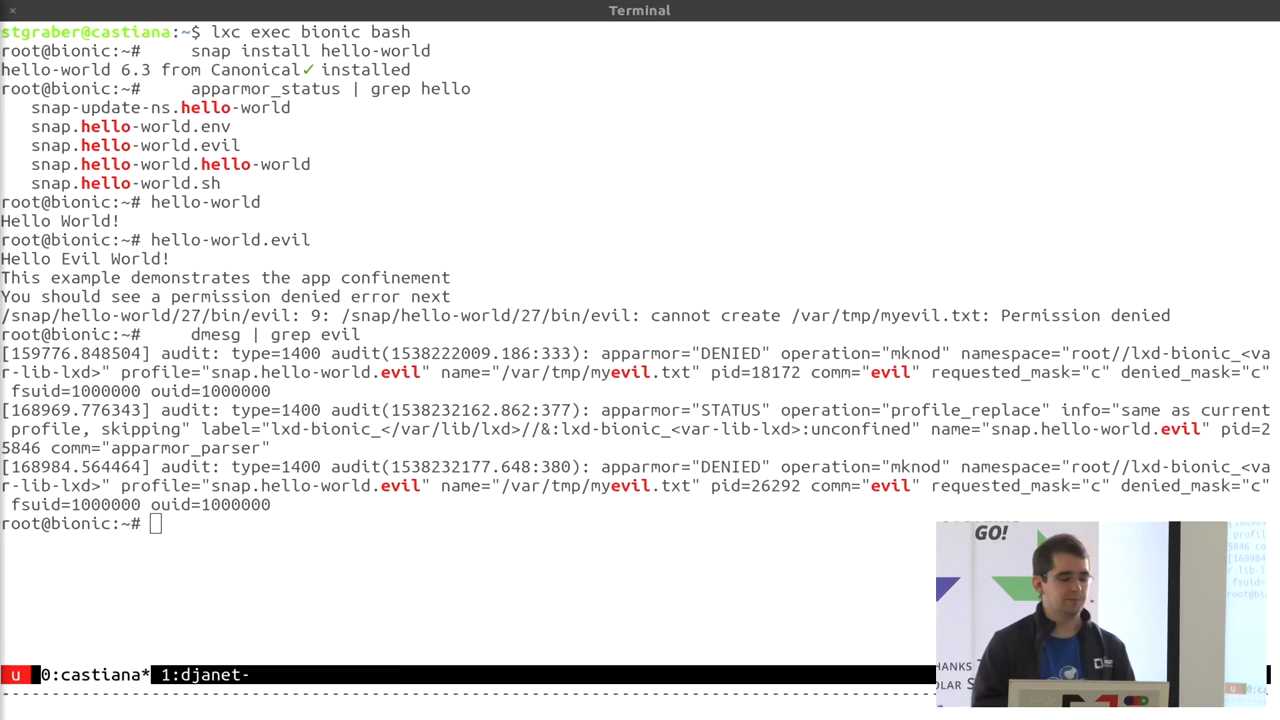 Terminal
stgraber@castiana:~$ lxc exec bionic bash
root@bionic:~#     snap install hello-world
hello-world 6.3 from Canonical✓ installed
root@bionic:~#     apparmor_status | grep hello
   snap-update-ns.hello-world
   snap.hello-world.env
   snap.hello-world.evil
   snap.hello-world.hello-world
   snap.hello-world.sh
root@bionic:~# hello-world
Hello World!
root@bionic:~# hello-world.evil
Hello Evil World!
This example demonstrates the app confinement
You should see a permission denied error next
/snap/hello-world/27/bin/evil: 9: /snap/hello-world/27/bin/evil: cannot create /var/tmp/myevil.txt: Permission denied
root@bionic:~#     dmesg | grep evil
[159776.848504] audit: type=1400 audit(1538222009.186:333): apparmor="DENIED" operation="mknod" namespace="root//lxd-bionic_<va
r-lib-lxd>" profile="snap.hello-world.evil" name="/var/tmp/myevil.txt" pid=18172 comm="evil" requested_mask="c" denied_mask="c"
 fsuid=1000000 ouid=1000000
[168969.776343] audit: type=1400 audit(1538232162.862:377): apparmor="STATUS" operation="profile_replace" info="same as current
 profile, skipping" label="lxd-bionic_</var/lib/lxd>//&:lxd-bionic_<var-lib-lxd>:unconfined" name="snap.hello-world.evil" pid=2
5846 comm="apparmor_parser"
[168984.564464] audit: type=1400 audit(1538232177.648:380): apparmor="DENIED" operation="mknod" namespace="root//lxd-bionic_<va
r-lib-lxd>" profile="snap.hello-world.evil" name="/var/tmp/myevil.txt" pid=26292 comm="evil" requested_mask="c" denied_mask="c"
 fsuid=1000000 ouid=1000000
root@bionic:~#
GO!
u 0:castiana* 1:djanet-